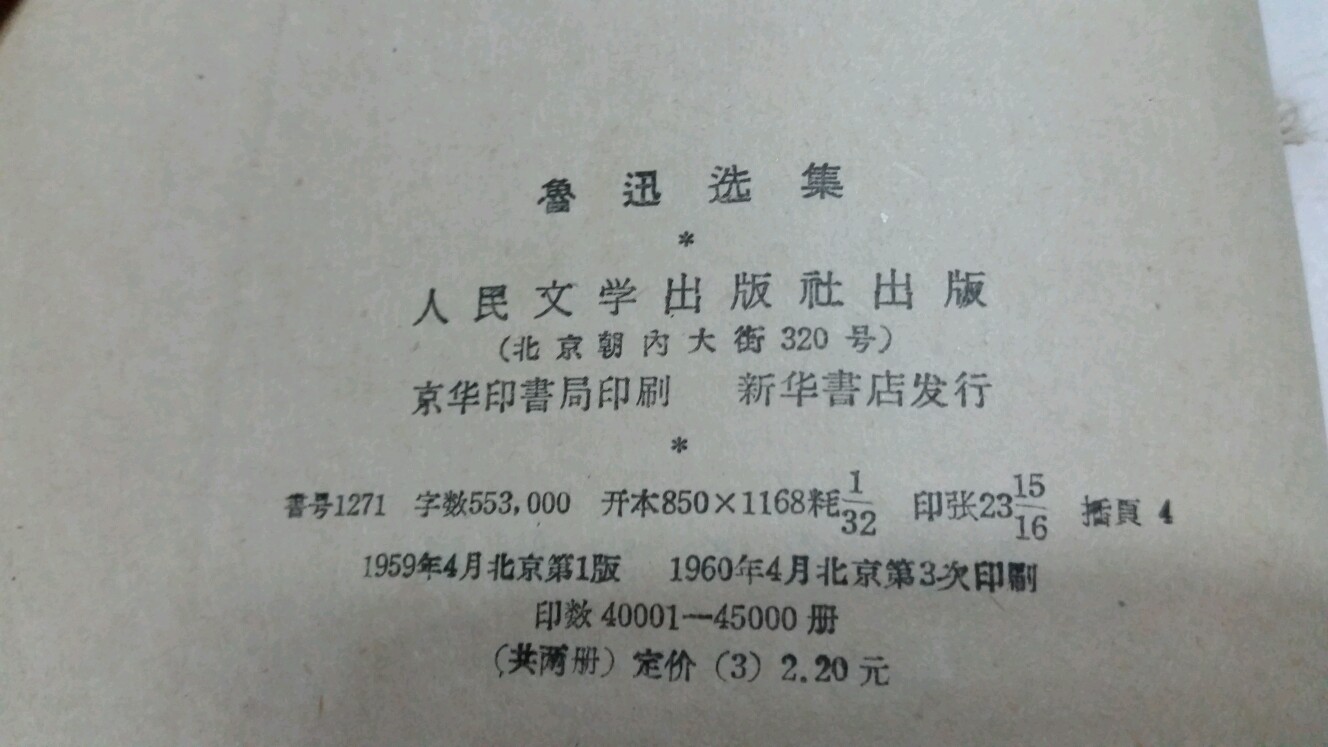 魯迅选集
*
人民文学出版社出版
(北京朝內大街320号)
京华印書局印刷 新华書店发行
*
書号1271 字数553,000 开本850×1168粍1/32 印张23 15/16 插頁4
1959年4月北京第1版 1960年4月北京第3次印刷
印数40001—45000册
(共两册) 定价(3) 2.20元